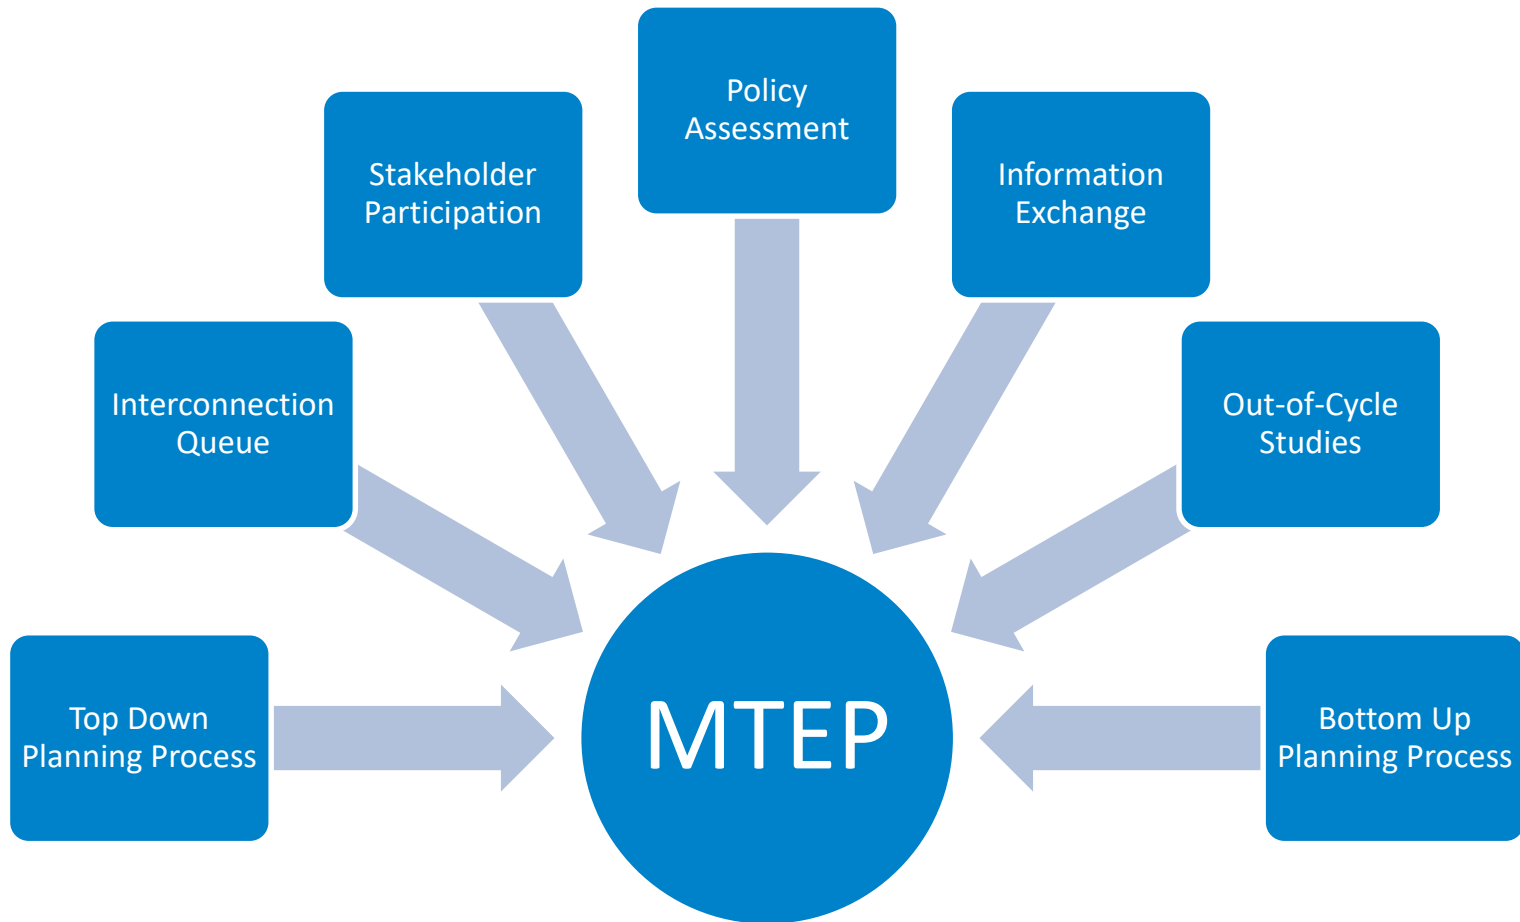 Policy
Assessment
Stakeholder
Participation
Information
Exchange
Interconnection
Queue
Out-of-Cycle
Studies
Top Down
Planning Process
MTEP
Bottom Up
Planning Process